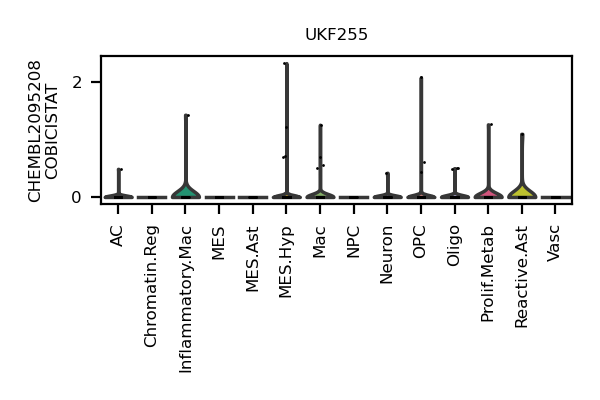 UKF255
CHEMBL2095208
COBICISTAT
2
0
AC
Chromatin.Reg
Inflammatory.Mac
MES
MES.Ast
MES.Hyp
Mac
NPC
Neuron
OPC
Oligo
Prolif.Metab
Reactive.Ast
Vasc